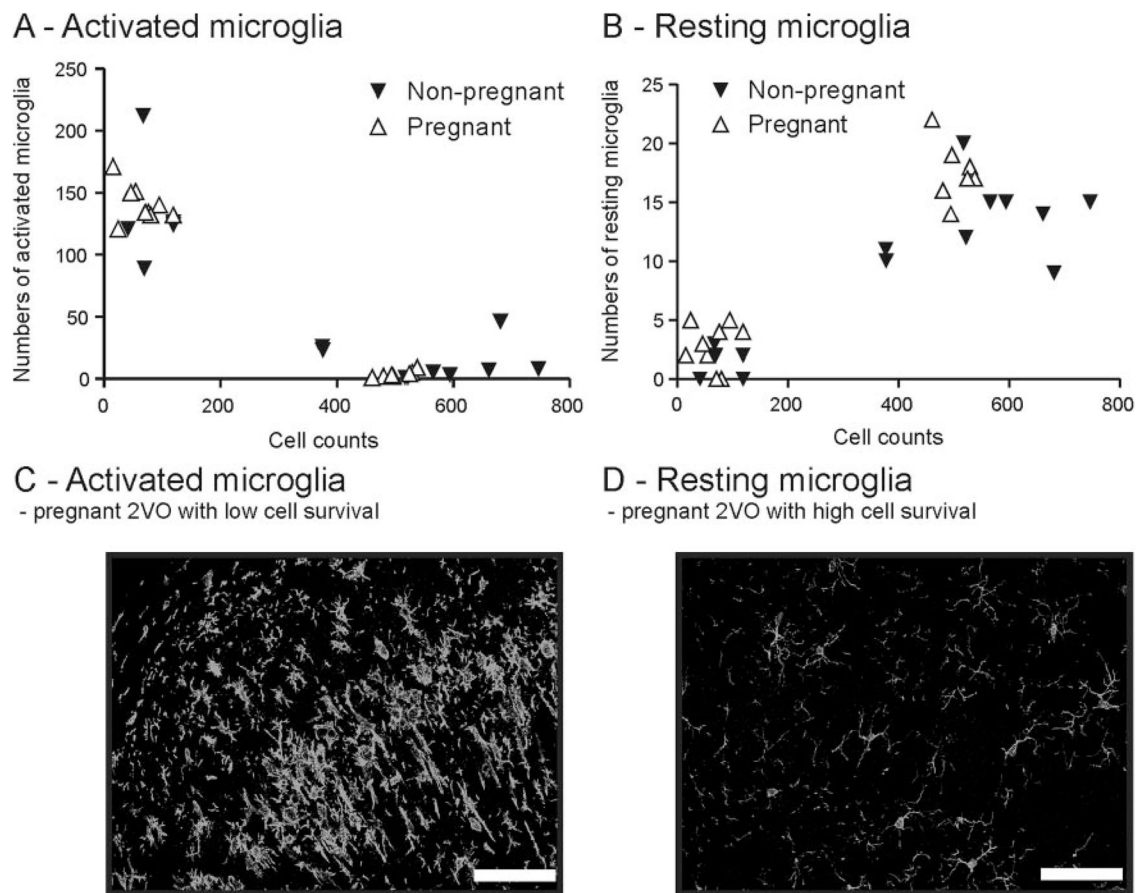 A - Activated microglia
250
200
150
100
50
0
Numbers of activated microglia
Non-pregnant
Pregnant
0 200 400 600 800
Cell counts
B - Resting microglia
25
20
15
10
5
0
Numbers of resting microglia
Non-pregnant
Pregnant
0 200 400 600 800
Cell counts
C - Activated microglia
- pregnant 2VO with low cell survival
D - Resting microglia
- pregnant 2VO with high cell survival